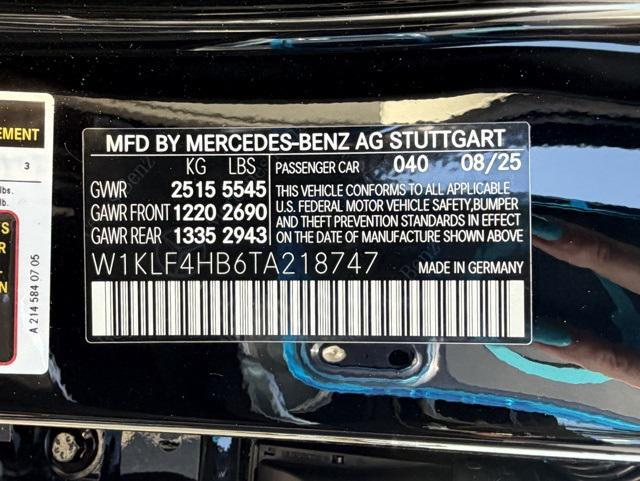 EMENT
3
lbs.
lb.
S
R
A 214 584 07 05
MFD BY MERCEDES-BENZ AG STUTTGART
KG LBS PASSENGER CAR 040 08/25
GVWR 2515 5545
GAWR FRONT 1220 2690
GAWR REAR 1335 2943
THIS VEHICLE CONFORMS TO ALL APPLICABLE
U.S. FEDERAL MOTOR VEHICLE SAFETY,BUMPER
AND THEFT PREVENTION STANDARDS IN EFFECT
ON THE DATE OF MANUFACTURE SHOWN ABOVE
W1KLF4HB6TA218747 MADE IN GERMANY